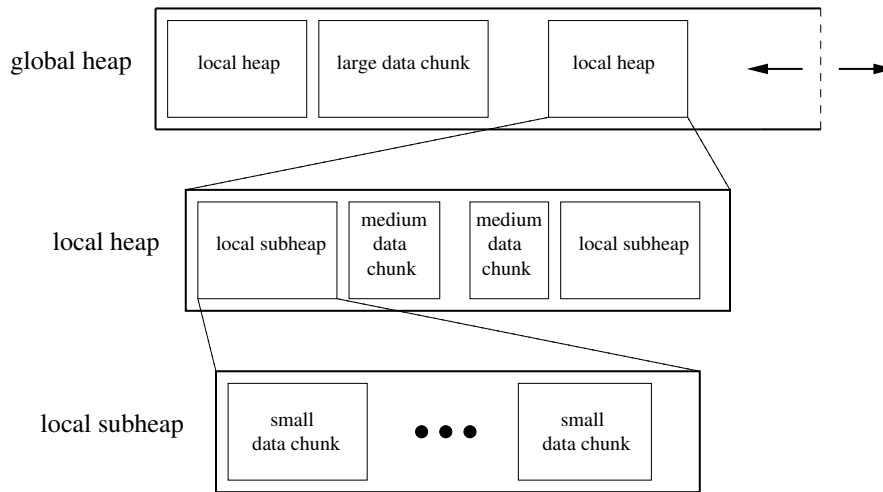 global heap
local heap
large data chunk
local heap
local heap
local subheap
medium
data
chunk
medium
data
chunk
local subheap
local subheap
small
data chunk
small
data chunk